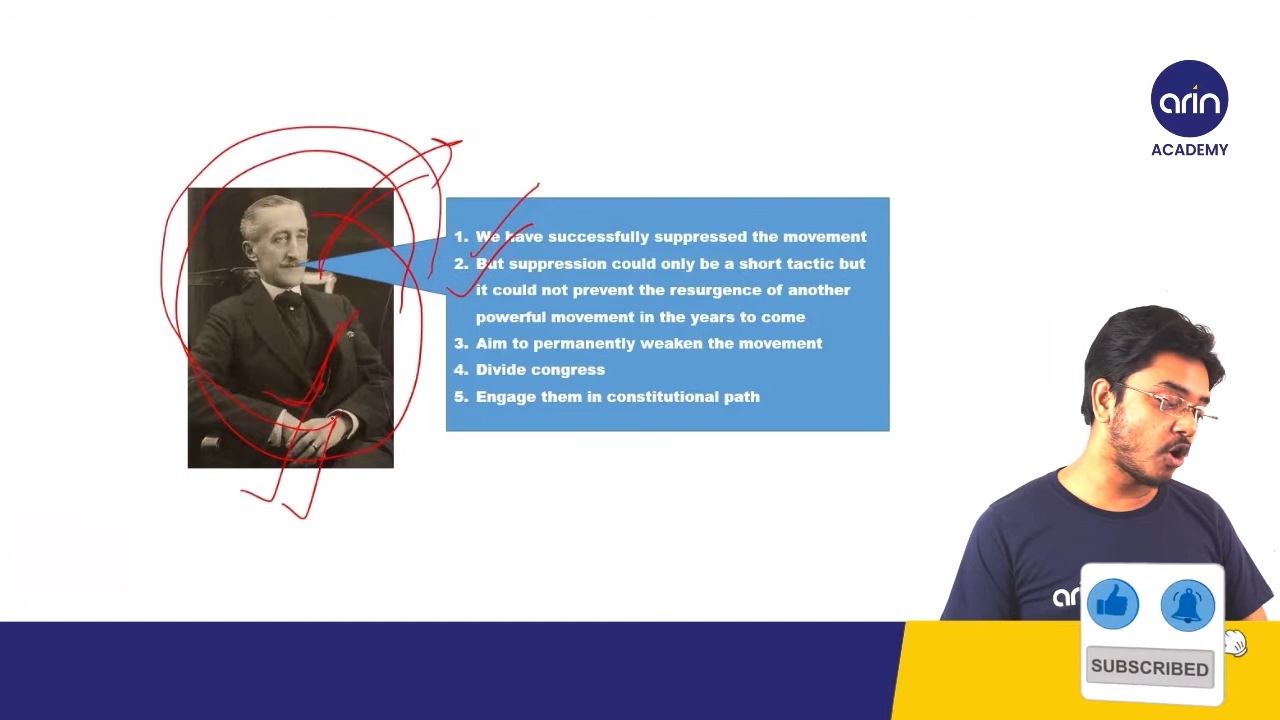 arin
ACADEMY
1. We have successfully suppressed the movement
2. But suppression could only be a short tactic but
it could not prevent the resurgence of another
powerful movement in the years to come
3. Aim to permanently weaken the movement
4. Divide congress
5. Engage them in constitutional path
ar
SUBSCRIBED